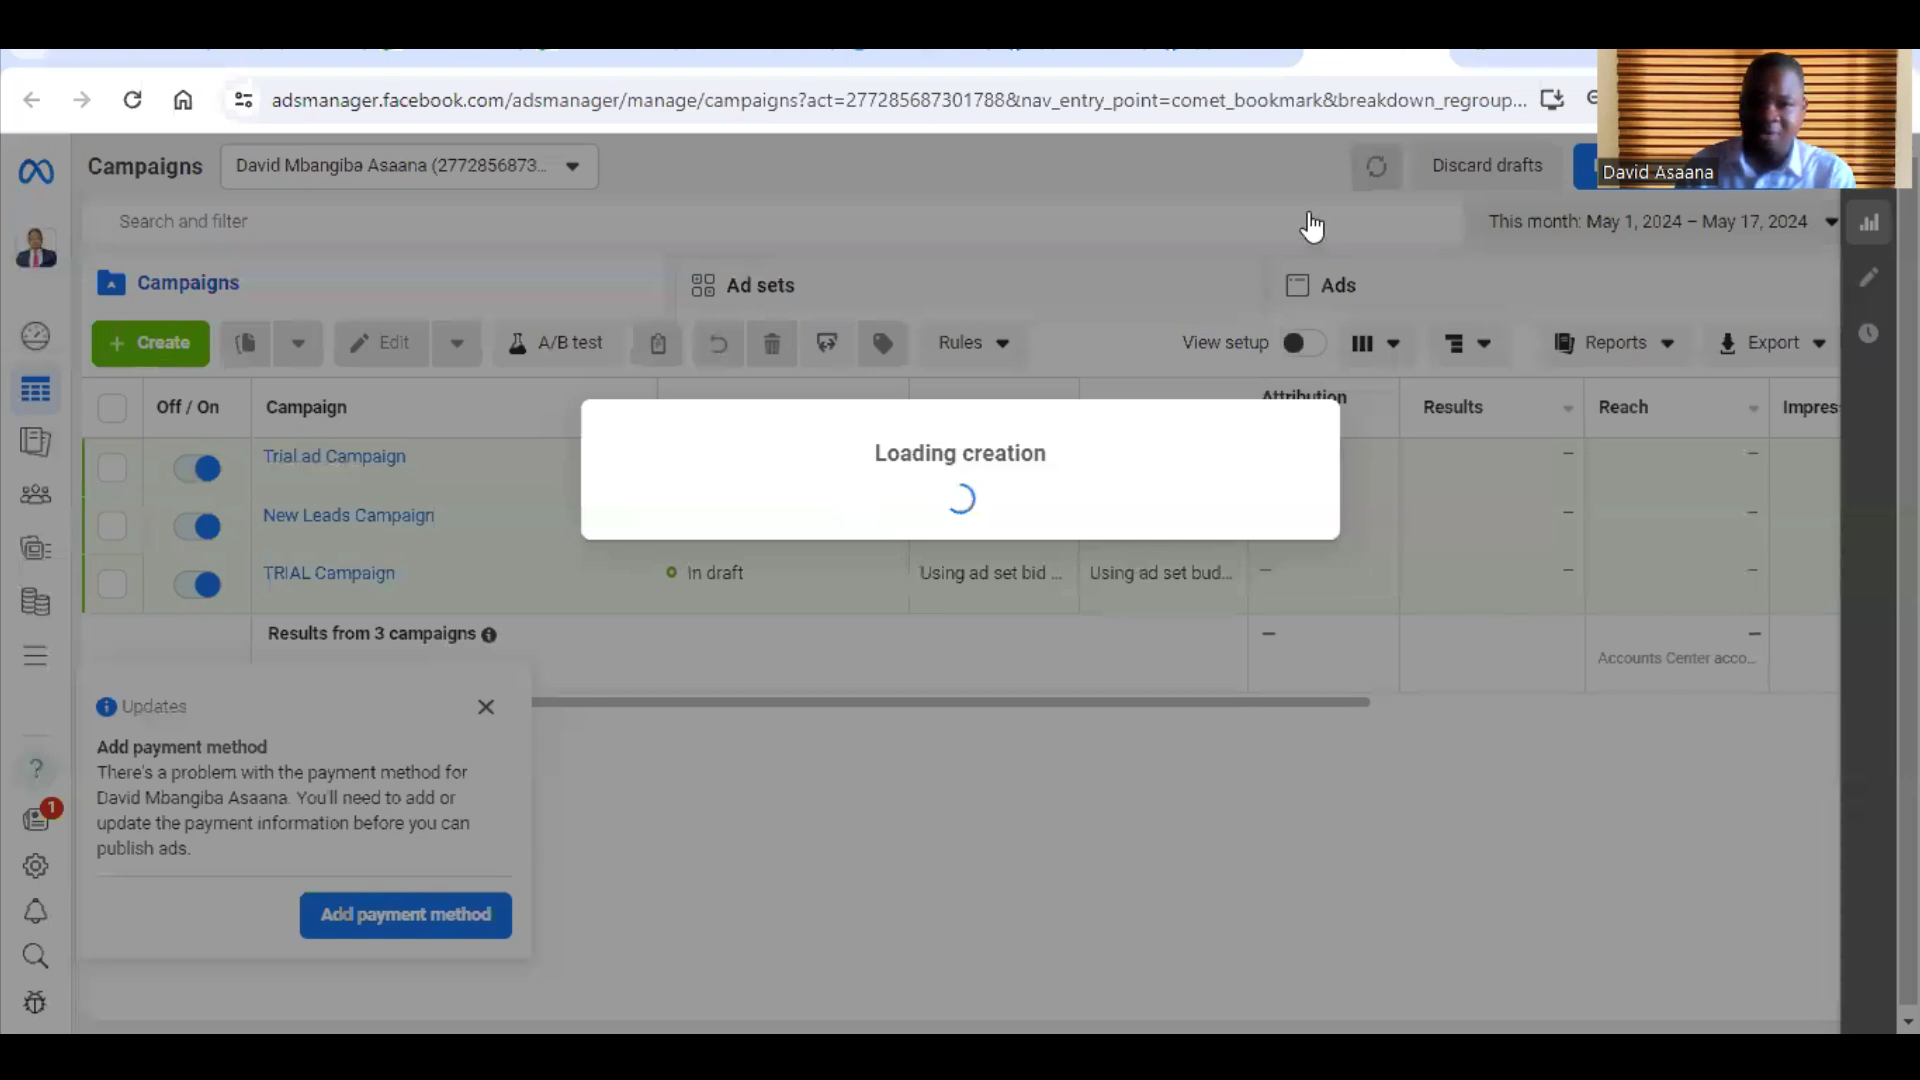 adsmanager.facebook.com/adsmanager/manage/campaigns?act=277285687301788&nav_entry_point=comet_bookmark&breakdown_regroup...
David Asaana
Campaigns
David Mbangiba Asaana (2772856873...
Discard drafts
Search and filter
This month: May 1, 2024 – May 17, 2024
Campaigns
Ad sets
Ads
+ Create
Edit
A/B test
Rules
View setup
Reports
Export
Off / On
Campaign
Attribution
Results
Reach
Impres
Trial ad Campaign
–
–
New Leads Campaign
–
–
TRIAL Campaign
In draft
Using ad set bid ...
Using ad set bud...
–
–
–
Loading creation
Results from 3 campaigns
–
–
Accounts Center acco...
Updates
Add payment method
There's a problem with the payment method for
David Mbangiba Asaana. You'll need to add or
update the payment information before you can
publish ads.
Add payment method
1